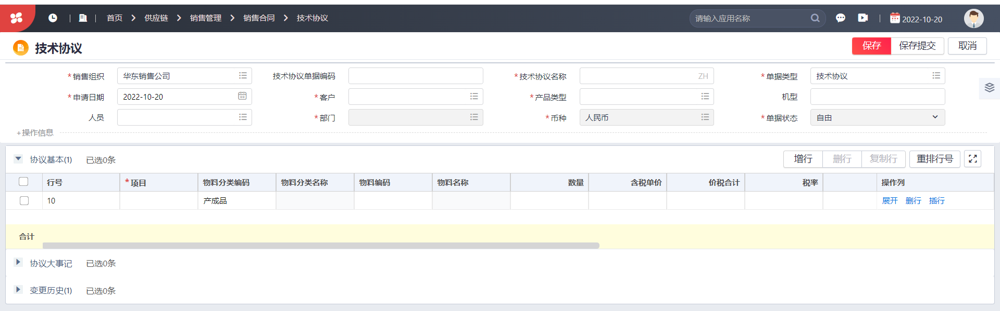 首页 供应链 销售管理 销售合同 技术协议 请输入应用名称 2022-10-20
技术协议 保存 保存提交 取消
*销售组织 华东销售公司 技术协议单据编码 *技术协议名称 ZH *单据类型 技术协议
*申请日期 2022-10-20 *客户 *产品类型 机型
人员 *部门 *币种 人民币 *单据状态 自由
+操作信息
协议基本(1) 已选0条 增行 删行 复制行 重排行号
行号 *项目 物料分类编码 物料分类名称 物料编码 物料名称 数量 含税单价 价税合计 税率 操作列
10 产成品 展开 删行 插行
合计
协议大事记 已选0条
变更历史(1) 已选0条